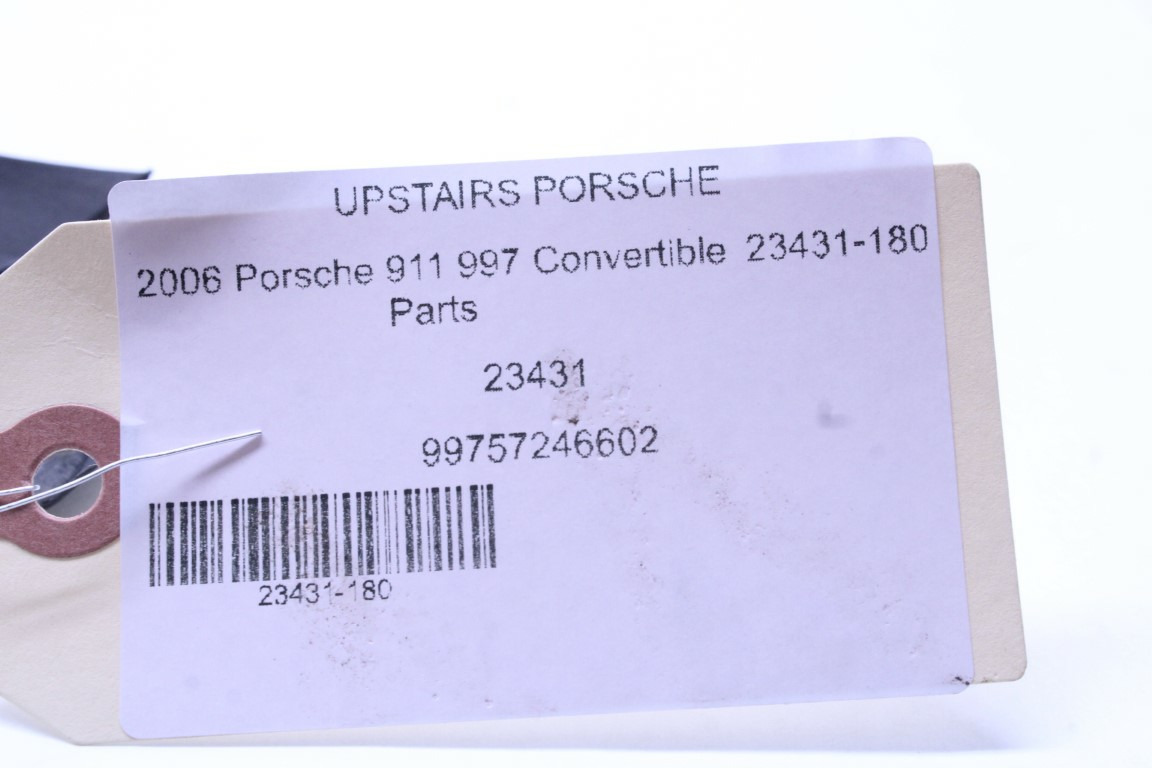 UPSTAIRS PORSCHE
2006 Porsche 911 997 Convertible 23431-180
Parts
23431
99757246602
23431-180